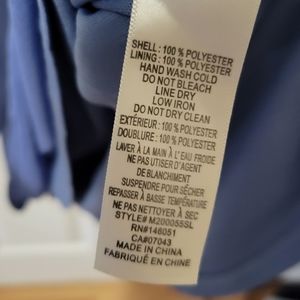 SHELL : 100 % POLYESTER
LINING : 100 % POLYESTER
HAND WASH COLD
DO NOT BLEACH
LINE DRY
LOW IRON
DO NOT DRY CLEAN
EXTÉRIEUR : 100 % POLYESTER
DOUBLURE : 100% POLYESTER
LAVER À LA MAIN À L'EAU FROIDE
NE PAS UTILISER D'AGENT
DE BLANCHIMENT
SUSPENDRE POUR SÉCHER
REPASSER À BASSE TEMPÉRATURE
NE PAS NETTOYER À SEC
STYLE# M200055SL
RN#146051
CA#07043
MADE IN CHINA
FABRIQUÉ EN CHINE